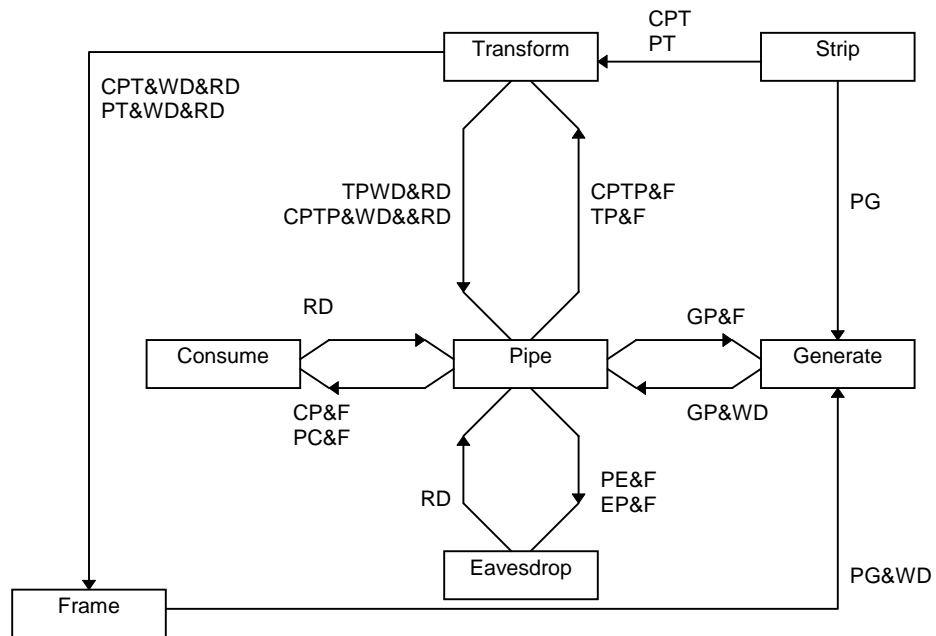 CPT
PT
Transform
Strip
CPT&WD&RD
PT&WD&RD
TPWD&RD
CPTP&WD&&RD
CPTP&F
TP&F
PG
RD
GP&F
Consume
Pipe
Generate
CP&F
PC&F
GP&WD
RD
PE&F
EP&F
Eavesdrop
PG&WD
Frame